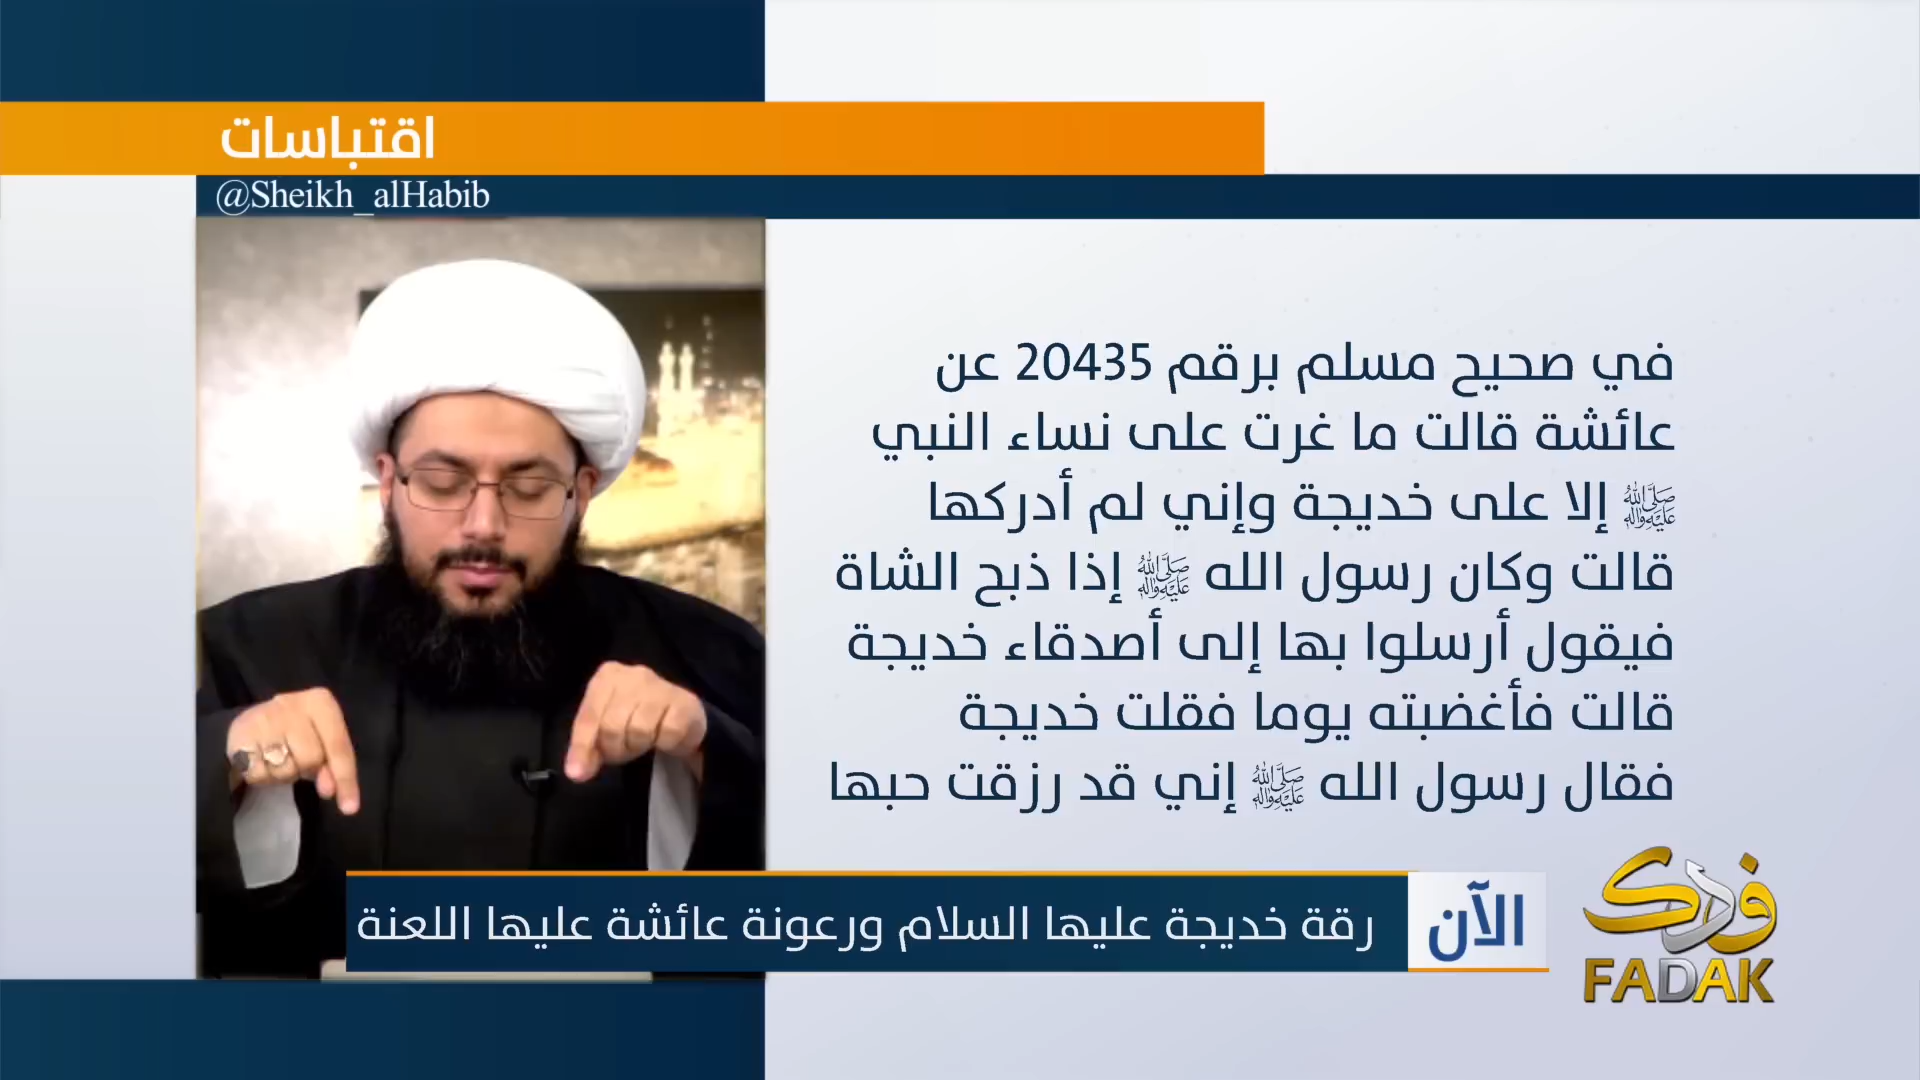 اقتباسات
@Sheikh_alHabib
في صحيح مسلم برقم 20435 عن
عائشة قالت ما غرت على نساء النبي
ﷺ إلا على خديجة وإني لم أدركها
قالت وكان رسول الله ﷺ إذا ذبح الشاة
فيقول أرسلوا بها إلى أصدقاء خديجة
قالت فأغضبته يوما فقلت خديجة
فقال رسول الله ﷺ إني قد رزقت حبها
الآن
رقة خديجة عليها السلام ورعونة عائشة عليها اللعنة
فدك
FADAK